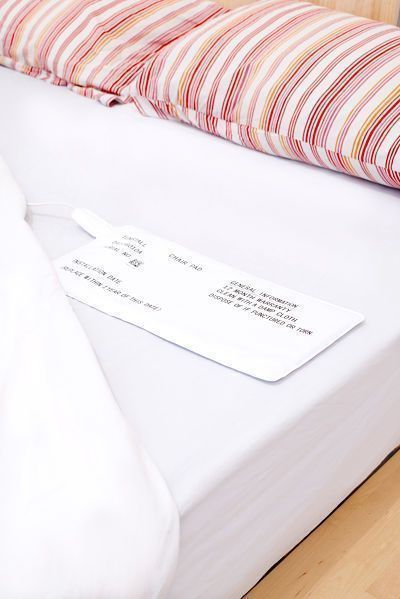 CHAIR PAD
INSTALLATION DATE
(REPLACE WITHIN 1 YEAR OF THIS DATE)
GENERAL INFORMATION
12 MONTH WARRANTY
CLEAN WITH A DAMP CLOTH
DISPOSE OF IF PUNCTURED OR TORN